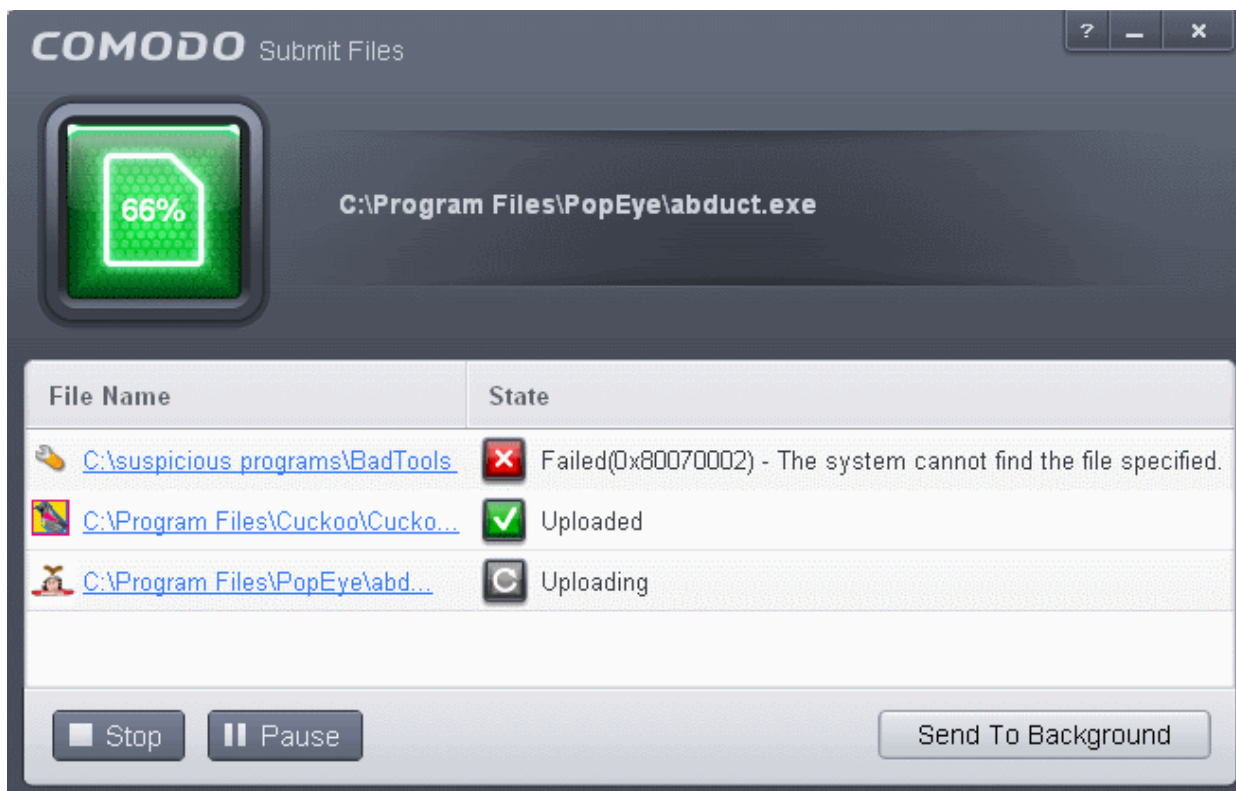 COMODO Submit Files
? – ×
66%
C:\Program Files\PopEye\abduct.exe
File Name State
C:\suspicious programs\BadTools Failed(0x80070002) - The system cannot find the file specified.
C:\Program Files\Cuckoo\Cucko... Uploaded
C:\Program Files\PopEye\abd... Uploading
Stop Pause Send To Background